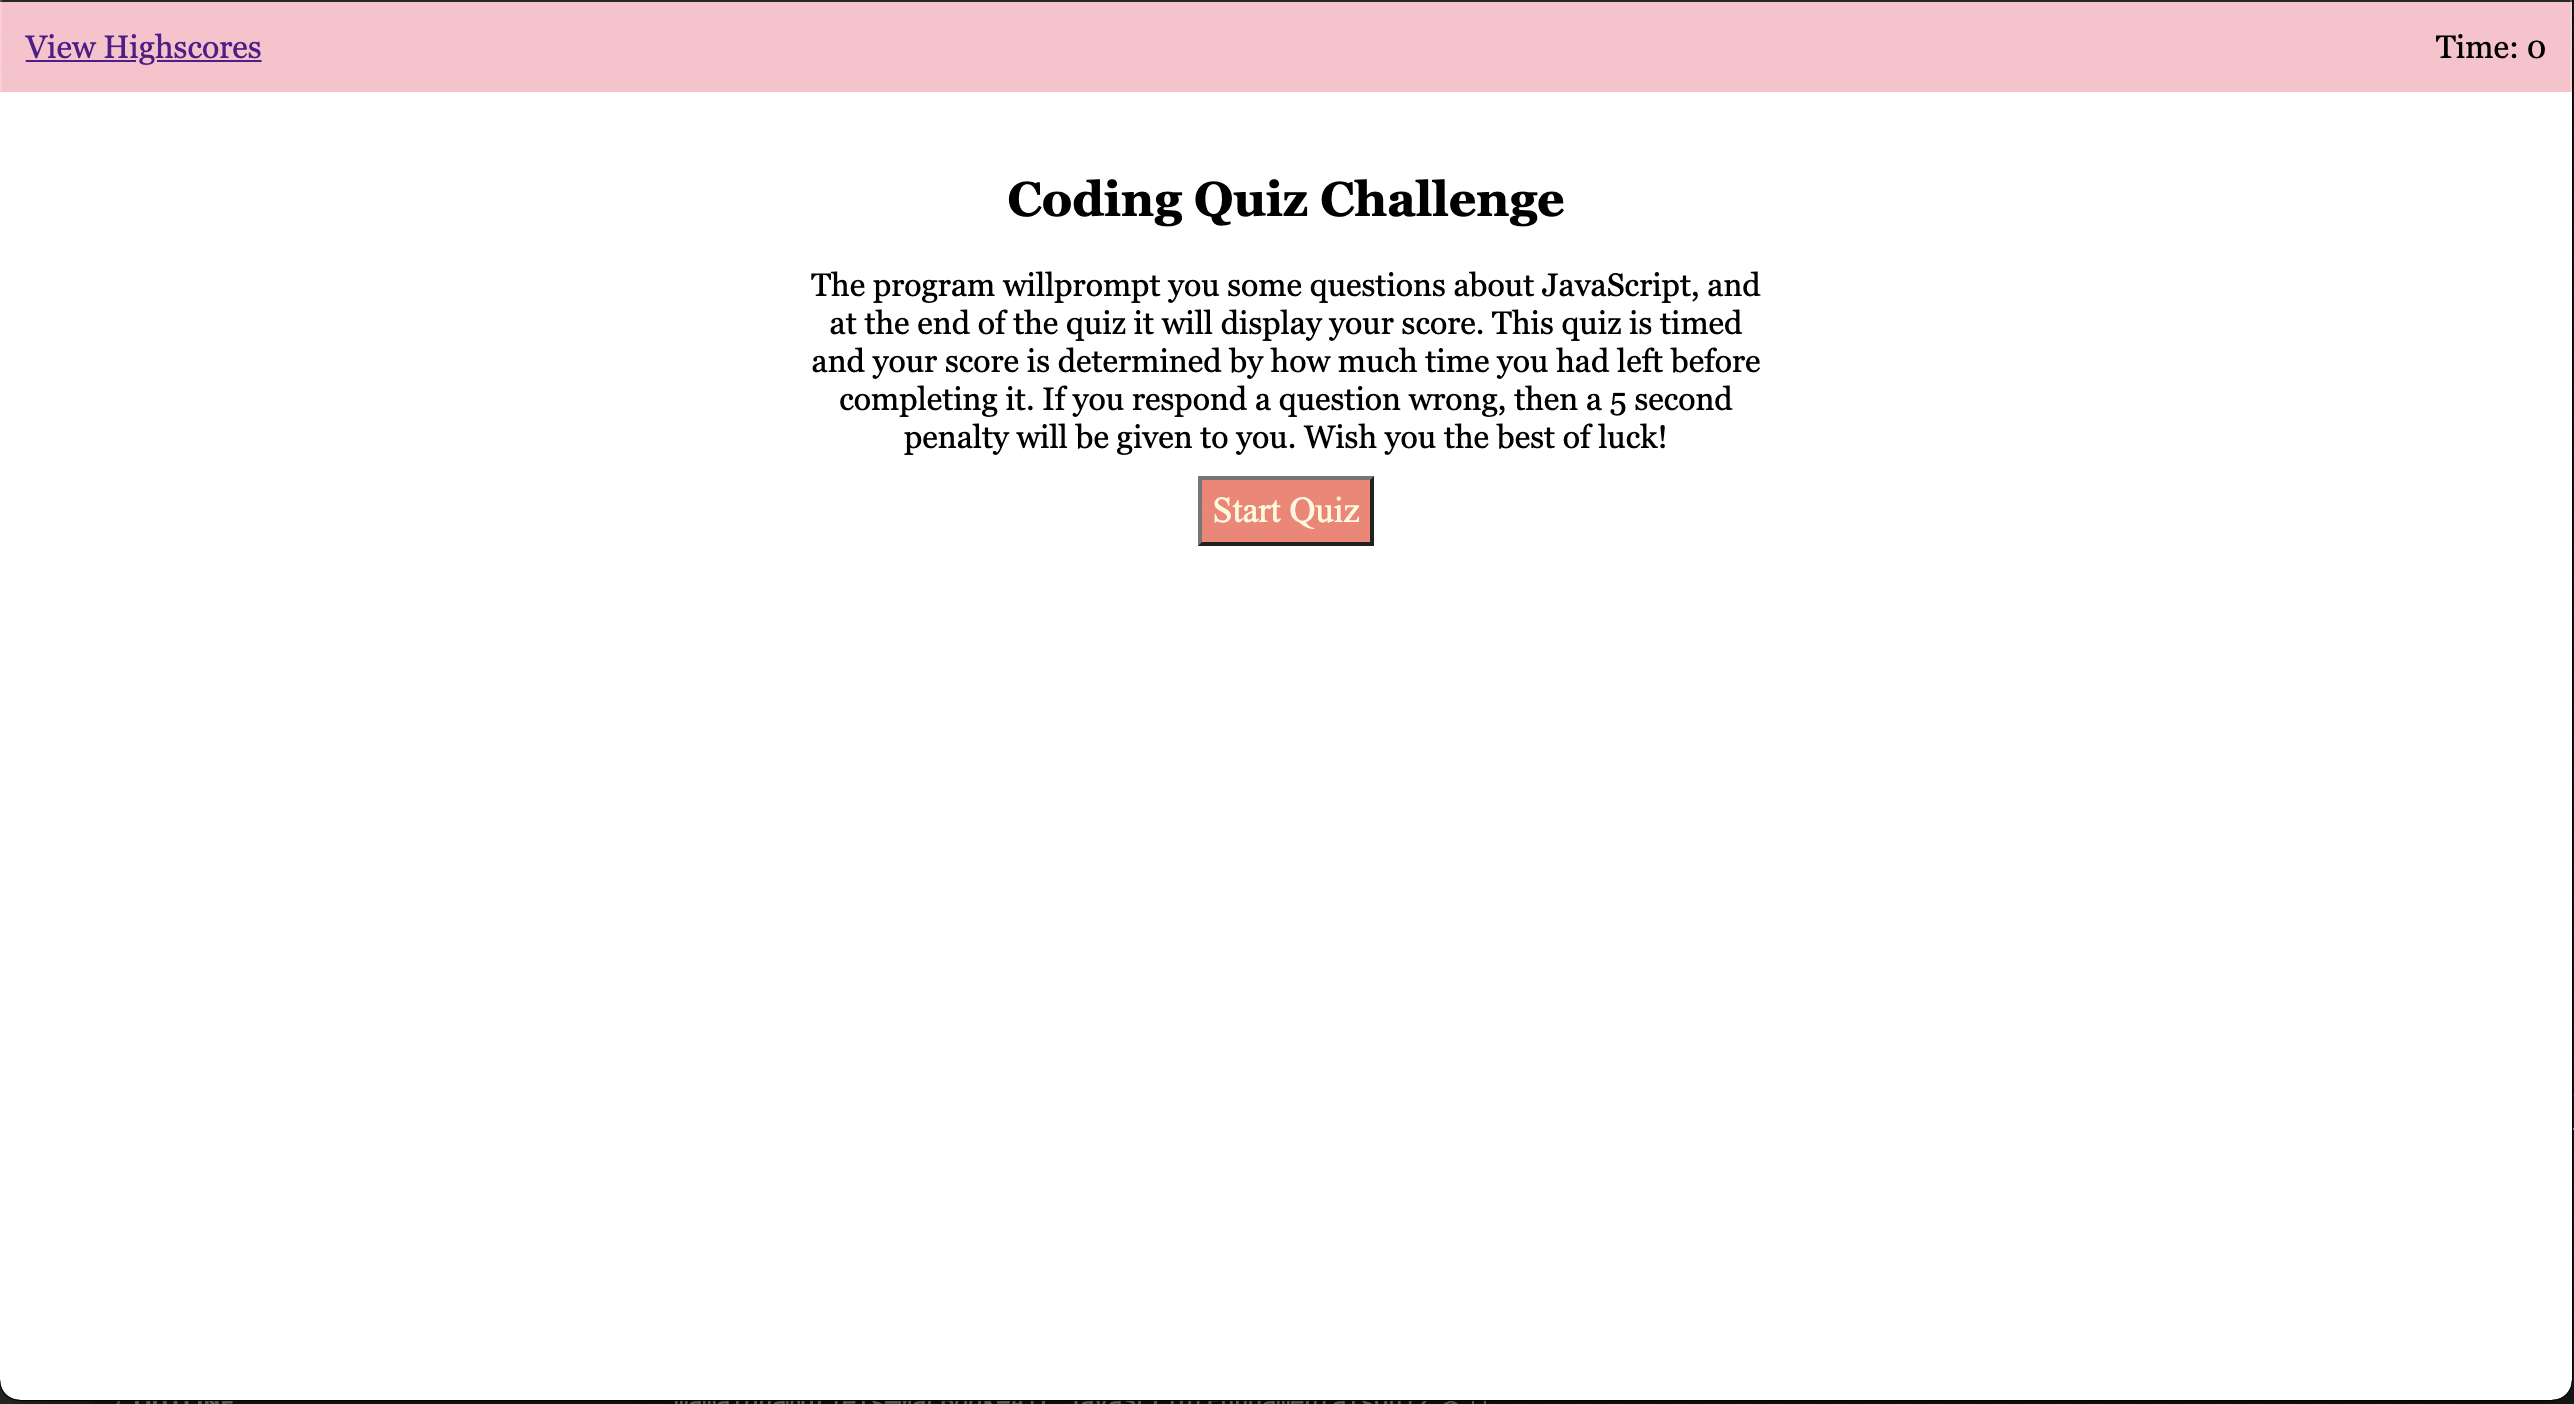 View Highscores
Time: 0
Coding Quiz Challenge
The program willprompt you some questions about JavaScript, and
at the end of the quiz it will display your score. This quiz is timed
and your score is determined by how much time you had left before
completing it. If you respond a question wrong, then a 5 second
penalty will be given to you. Wish you the best of luck!
Start Quiz